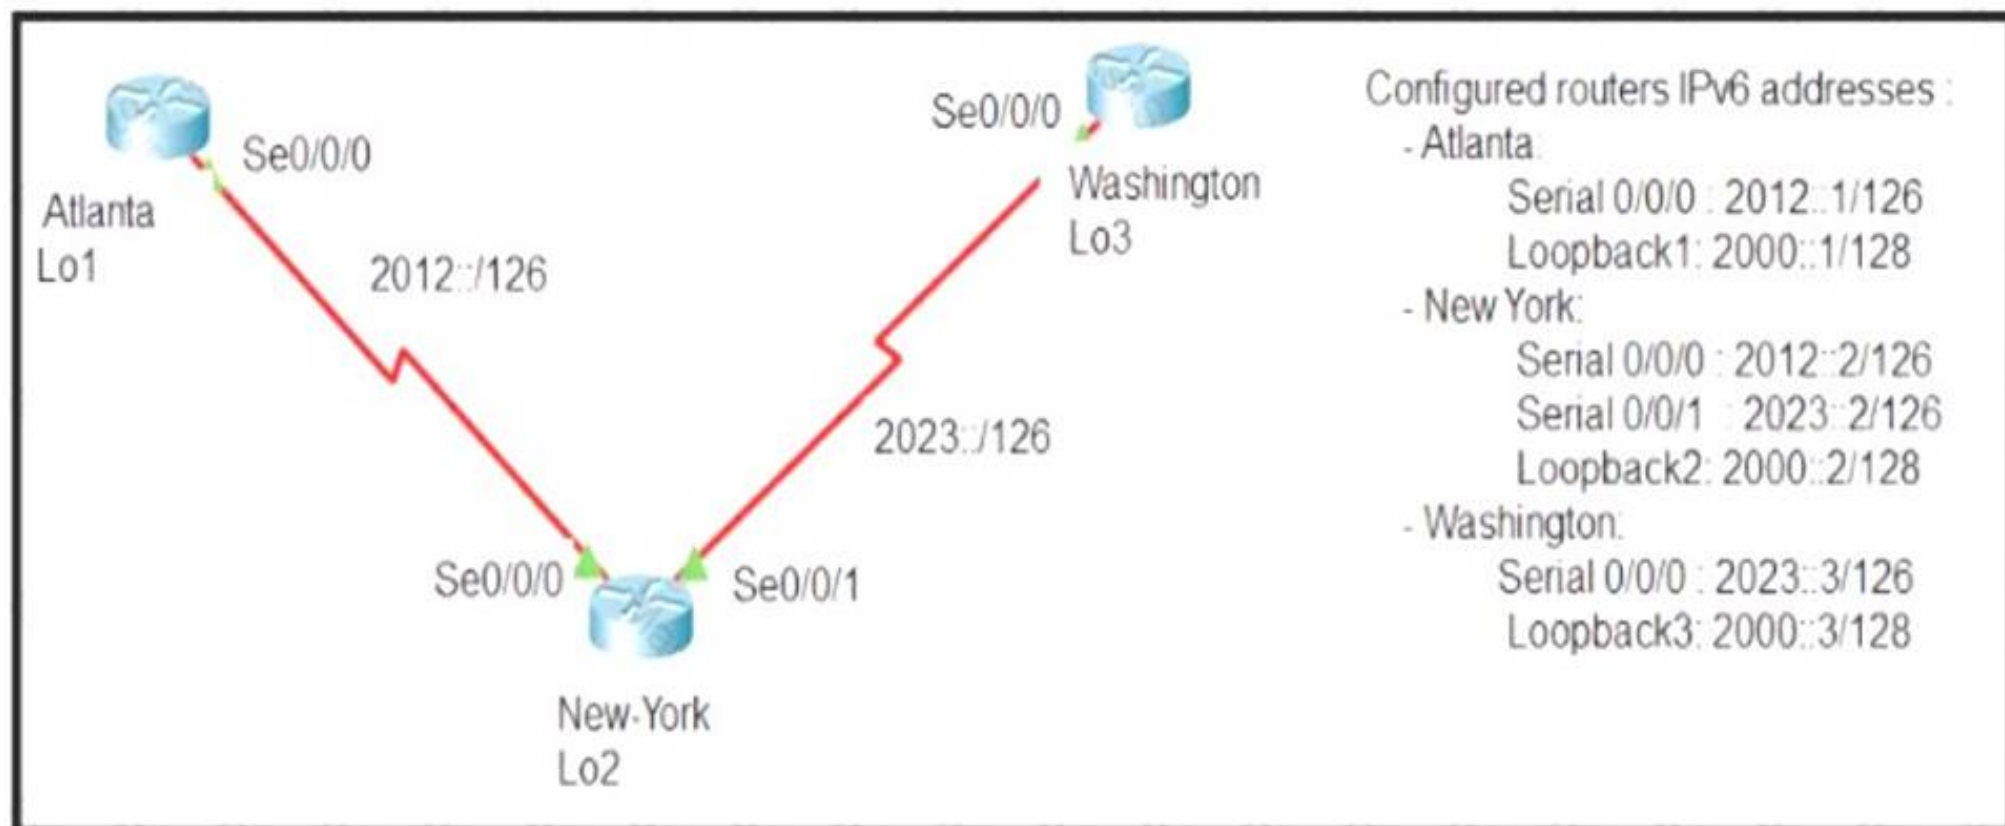 Se0/0/0
Atlanta
Lo1
2012::/126
Se0/0/0
Washington
Lo3
2023::/126
Se0/0/0
Se0/0/1
New-York
Lo2
Configured routers IPv6 addresses :
- Atlanta:
Serial 0/0/0 : 2012::1/126
Loopback1: 2000::1/128
- New York:
Serial 0/0/0 : 2012::2/126
Serial 0/0/1 : 2023::2/126
Loopback2: 2000::2/128
- Washington:
Serial 0/0/0 : 2023::3/126
Loopback3: 2000::3/128